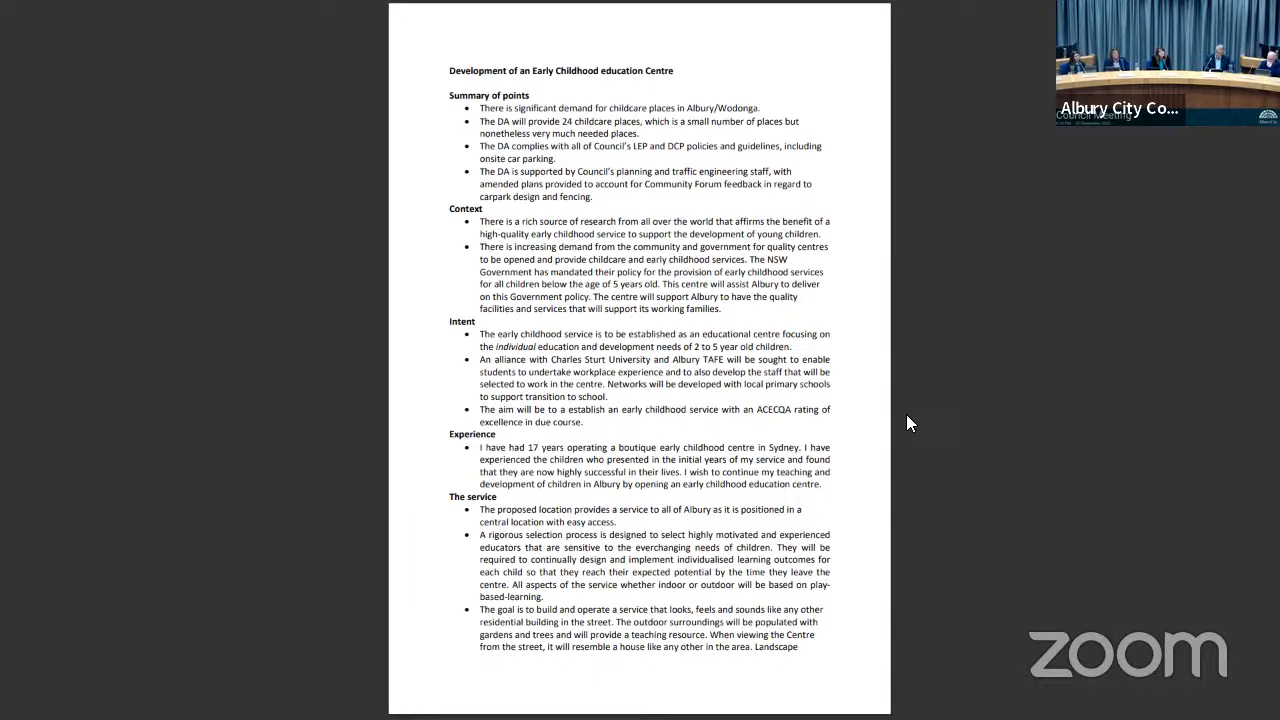 Development of an Early Childhood education Centre
Summary of points
• There is significant demand for childcare places in Albury/Wodonga.
• The DA will provide 24 childcare places, which is a small number of places but
nonetheless very much needed places.
• The DA complies with all of Council's LEP and DCP policies and guidelines, including
onsite car parking.
• The DA is supported by Council's planning and traffic engineering staff, with
amended plans provided to account for Community Forum feedback in regard to
carpark design and fencing.
Context
• There is a rich source of research from all over the world that affirms the benefit of a
high-quality early childhood service to support the development of young children.
• There is increasing demand from the community and government for quality centres
to be opened and provide childcare and early childhood services. The NSW
Government has mandated their policy for the provision of early childhood services
for all children below the age of 5 years old. This centre will assist Albury to deliver
on this Government policy. The centre will support Albury to have the quality
facilities and services that will support its working families.
Intent
• The early childhood service is to be established as an educational centre focusing on
the individual education and development needs of 2 to 5 year old children.
• An alliance with Charles Sturt University and Albury TAFE will be sought to enable
students to undertake workplace experience and to also develop the staff that will be
selected to work in the centre. Networks will be developed with local primary schools
to support transition to school.
• The aim will be to a establish an early childhood service with an ACECQA rating of
excellence in due course.
Experience
• I have had 17 years operating a boutique early childhood centre in Sydney. I have
experienced the children who presented in the initial years of my service and found
that they are now highly successful in their lives. I wish to continue my teaching and
development of children in Albury by opening an early childhood education centre.
The service
• The proposed location provides a service to all of Albury as it is positioned in a
central location with easy access.
• A rigorous selection process is designed to select highly motivated and experienced
educators that are sensitive to the everchanging needs of children. They will be
required to continually design and implement individualised learning outcomes for
each child so that they reach their expected potential by the time they leave the
centre. All aspects of the service whether indoor or outdoor will be based on play-
based-learning.
• The goal is to build and operate a service that looks, feels and sounds like any other
residential building in the street. The outdoor surroundings will be populated with
gardens and trees and will provide a teaching resource. When viewing the Centre
from the street, it will resemble a house like any other in the area. Landscape
Albury City Co...
Council Meeting
zoom